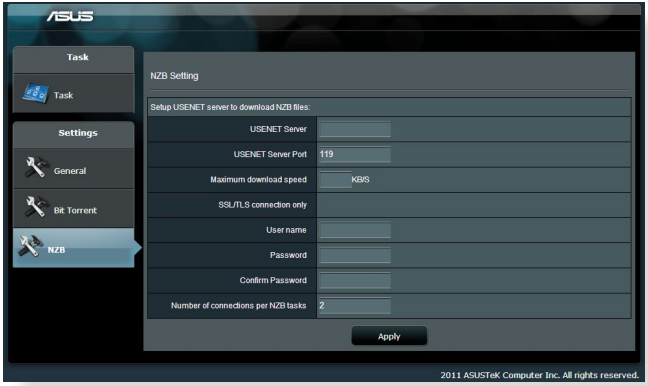 ASUS
Task
Task
Settings
General
Bit Torrent
NZB
NZB Setting
Setup USENET server to download NZB files:
USENET Server
USENET Server Port 119
Maximum download speed KB/S
SSL/TLS connection only
User name
Password
Confirm Password
Number of connections per NZB tasks 2
Apply
2011 ASUSTeK Computer Inc. All rights reserved.